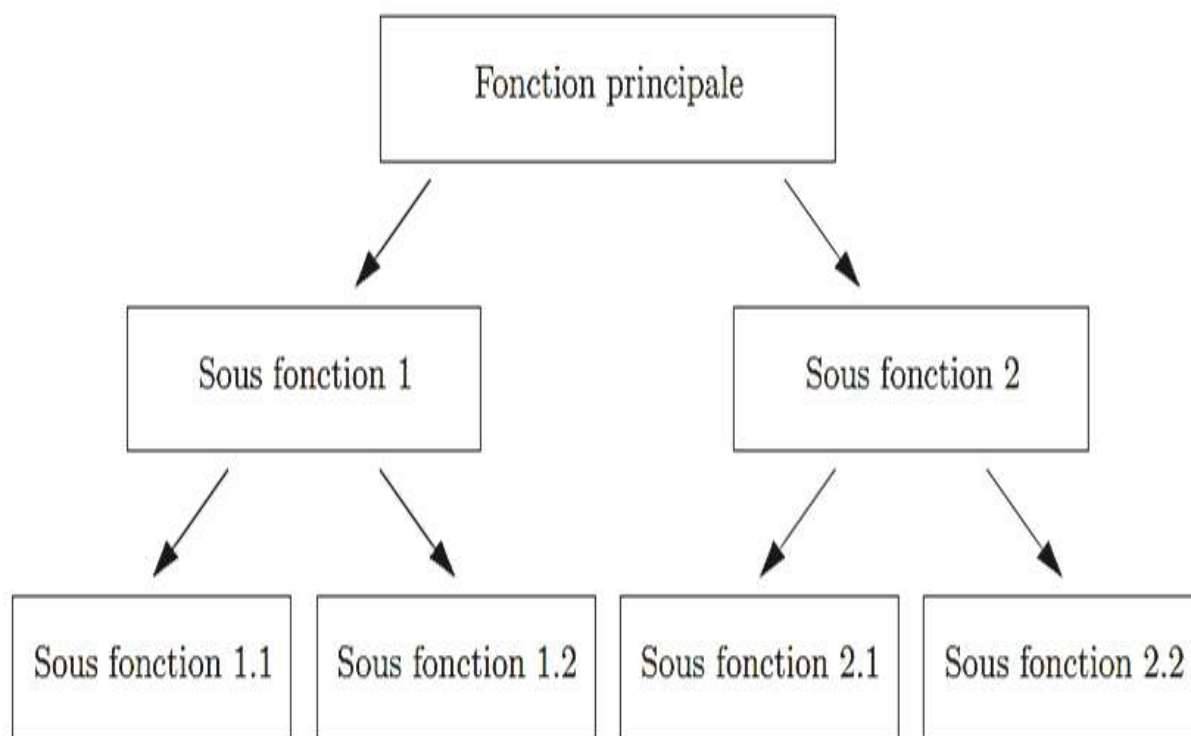 Fonction principale
Sous fonction 1
Sous fonction 2
Sous fonction 1.1
Sous fonction 1.2
Sous fonction 2.1
Sous fonction 2.2